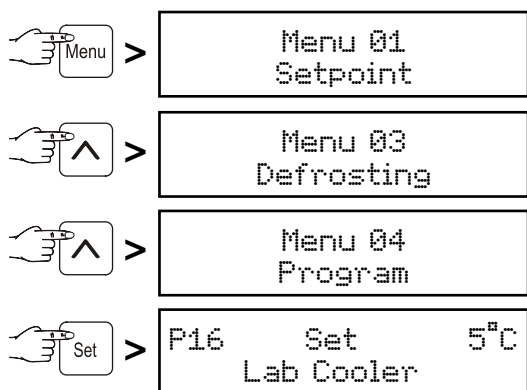 Menu > Menu 01
Setpoint
> Menu 03
Defrosting
> Menu 04
Program
Set > P16 Set 5°C
Lab Cooler